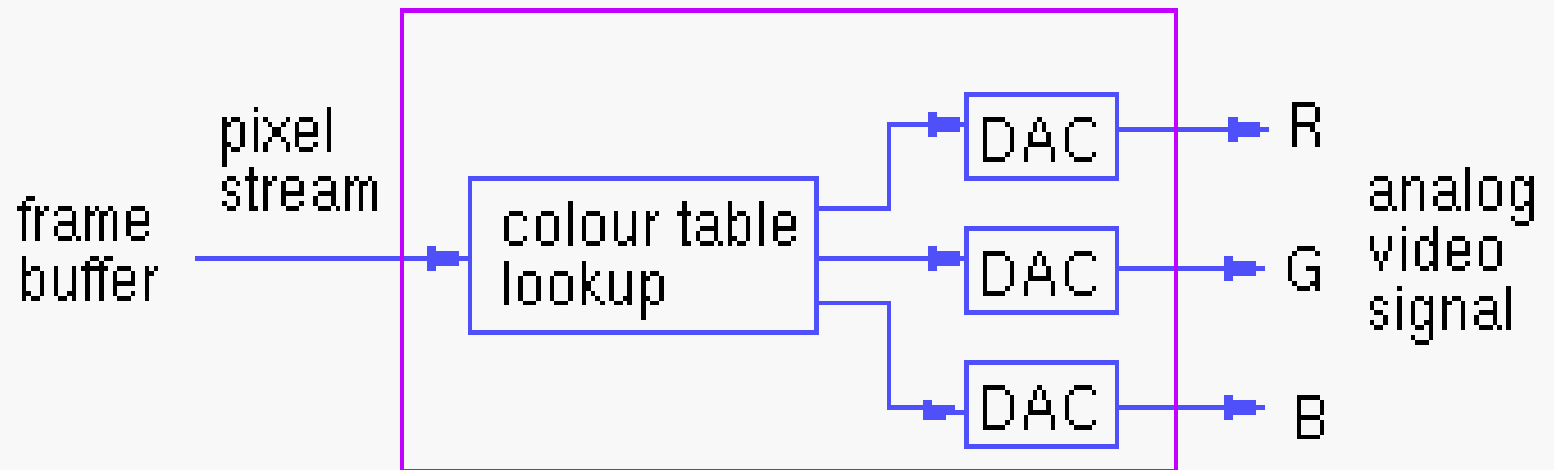 frame
buffer
pixel
stream
colour table
lookup
DAC
DAC
DAC
R
G
B
analog
video
signal